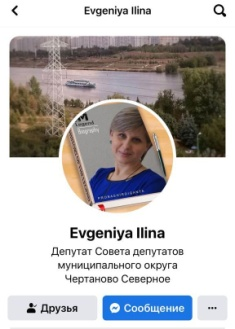 Evgeniya Ilina
Evgeniya Ilina
Депутат Совета депутатов
муниципального округа
Чертаново Северное
Друзья
Сообщение